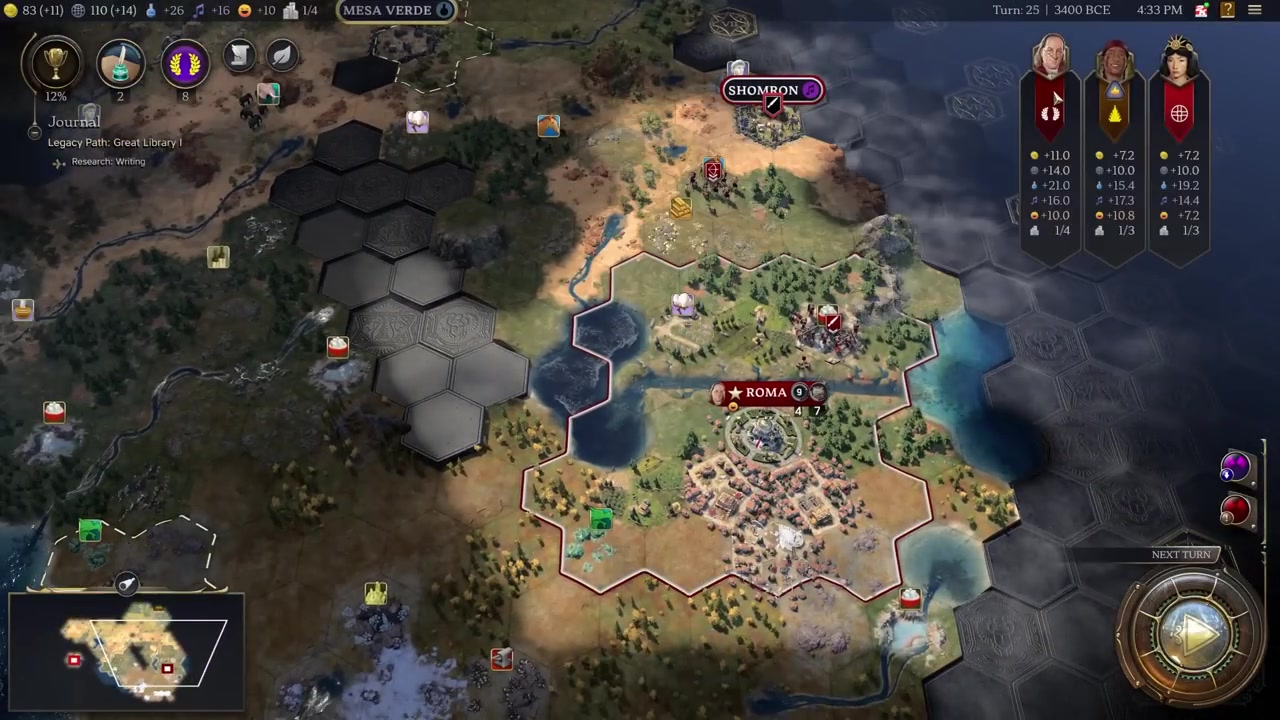 83 (+11) 110 (+14) +26 +16 +10 1/4
MESA VERDE
Turn: 25 | 3400 BCE 4:33 PM ?
12% 2 8
Journal
Legacy Path: Great Library I
Research: Writing
SHOMRON
+11.0 +7.2 +7.2
+14.0 +10.0 +10.0
+21.0 +15.4 +19.2
+16.0 +17.3 +14.4
+10.0 +10.8 +7.2
1/4 1/3 1/3
ROMA 9
4 7
NEXT TURN